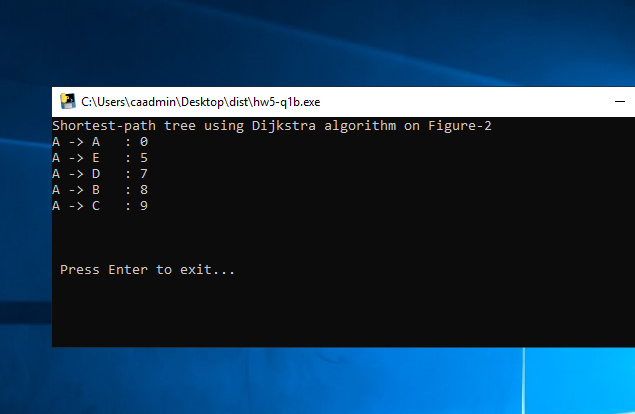 C:\Users\caadmin\Desktop\dist\hw5-q1b.exe
Shortest-path tree using Dijkstra algorithm on Figure-2
A -> A   : 0
A -> E   : 5
A -> D   : 7
A -> B   : 8
A -> C   : 9
Press Enter to exit...